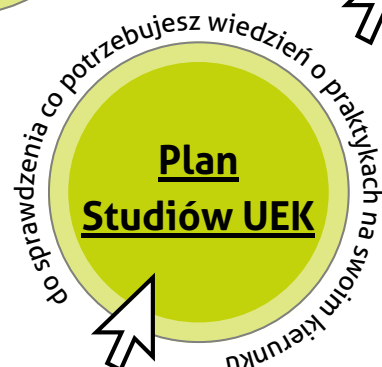 do sprawdzenia co potrzebujesz wiedzień o praktykach na swoim kierunku
Plan
Studiów UEK